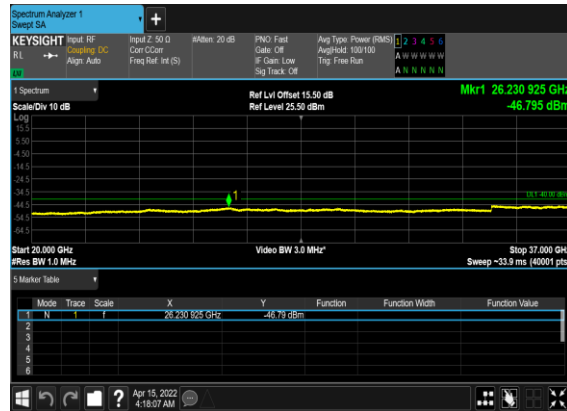 Spectrum Analyzer 1
Swept SA
+
KEYSIGHT Input: RF Input Z: 50 Ω #Atten: 20 dB PNO: Fast Avg Type: Power (RMS) 1 2 3 4 5 6
RL Coupling: DC Corr CCorr Gate: Off Avg|Hold: 100/100 A W W W W W
Align: Auto Freq Ref: Int (S) IF Gain: Low Trig: Free Run
Sig Track: Off A N N N N N
1 Spectrum Ref Lvl Offset 15.50 dB Mkr1 26.230 925 GHz
Scale/Div 10 dB Ref Level 25.50 dBm -46.795 dBm
Log
15.5
5.50
-4.50
-14.5
-24.5
-34.5 1 DL1 -40.00 dBm
-44.5
-54.5
-64.5
Start 20.000 GHz Video BW 3.0 MHz* Stop 37.000 GHz
#Res BW 1.0 MHz Sweep ~33.9 ms (40001 pts)
5 Marker Table
Mode Trace Scale X Y Function Function Width Function Value
1 N 1 f 26.230 925 GHz -46.79 dBm
2
3
4
5
6
? Apr 15, 2022
4:18:07 AM